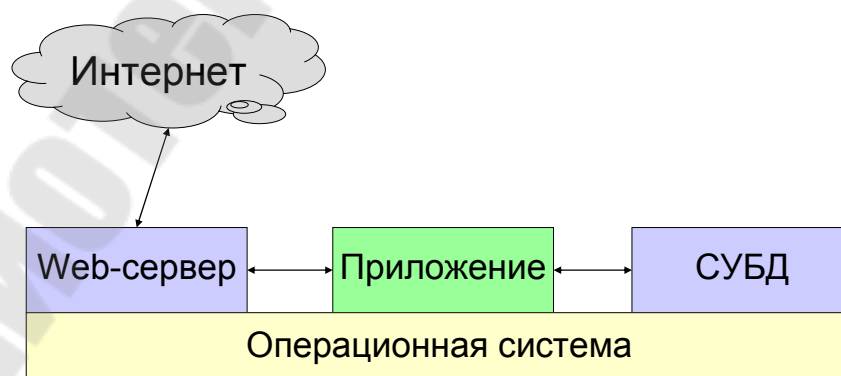 Интернет
Web-сервер
Приложение
СУБД
Операционная система